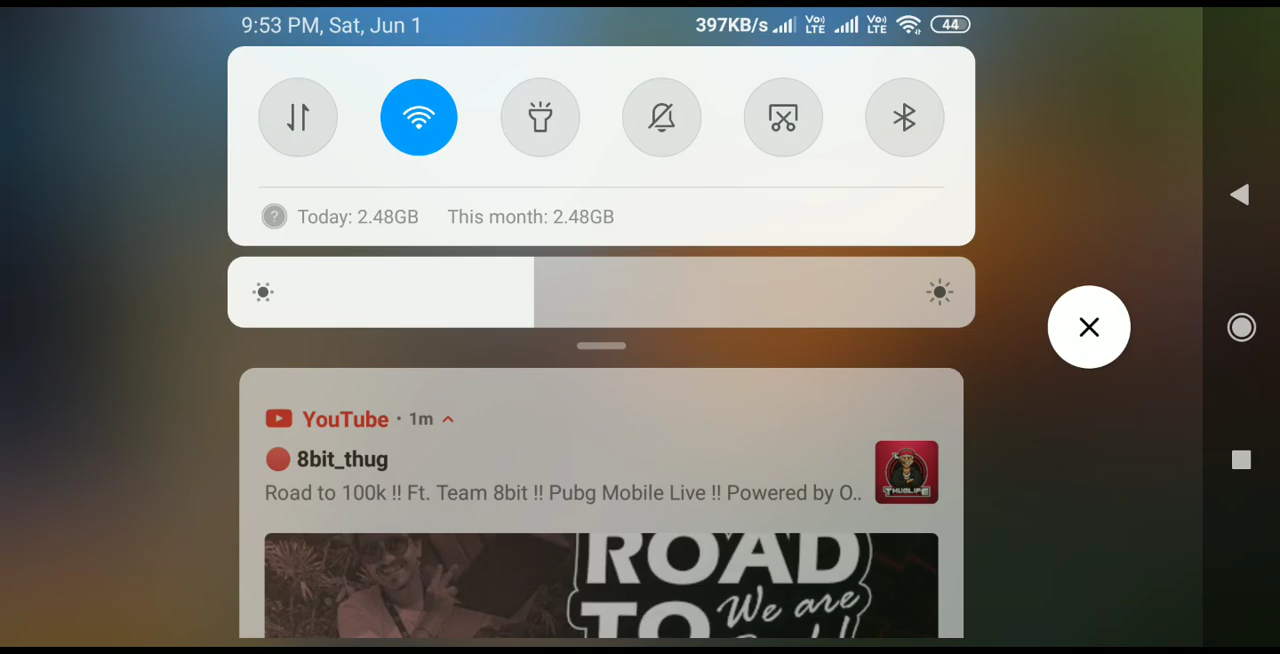 9:53 PM, Sat, Jun 1
397KB/s Vo)) LTE Vo)) LTE 44
Today: 2.48GB This month: 2.48GB
YouTube · 1m
8bit_thug
Road to 100k !! Ft. Team 8bit !! Pubg Mobile Live !! Powered by O..
THUGLIFE
ROAD
TO We are